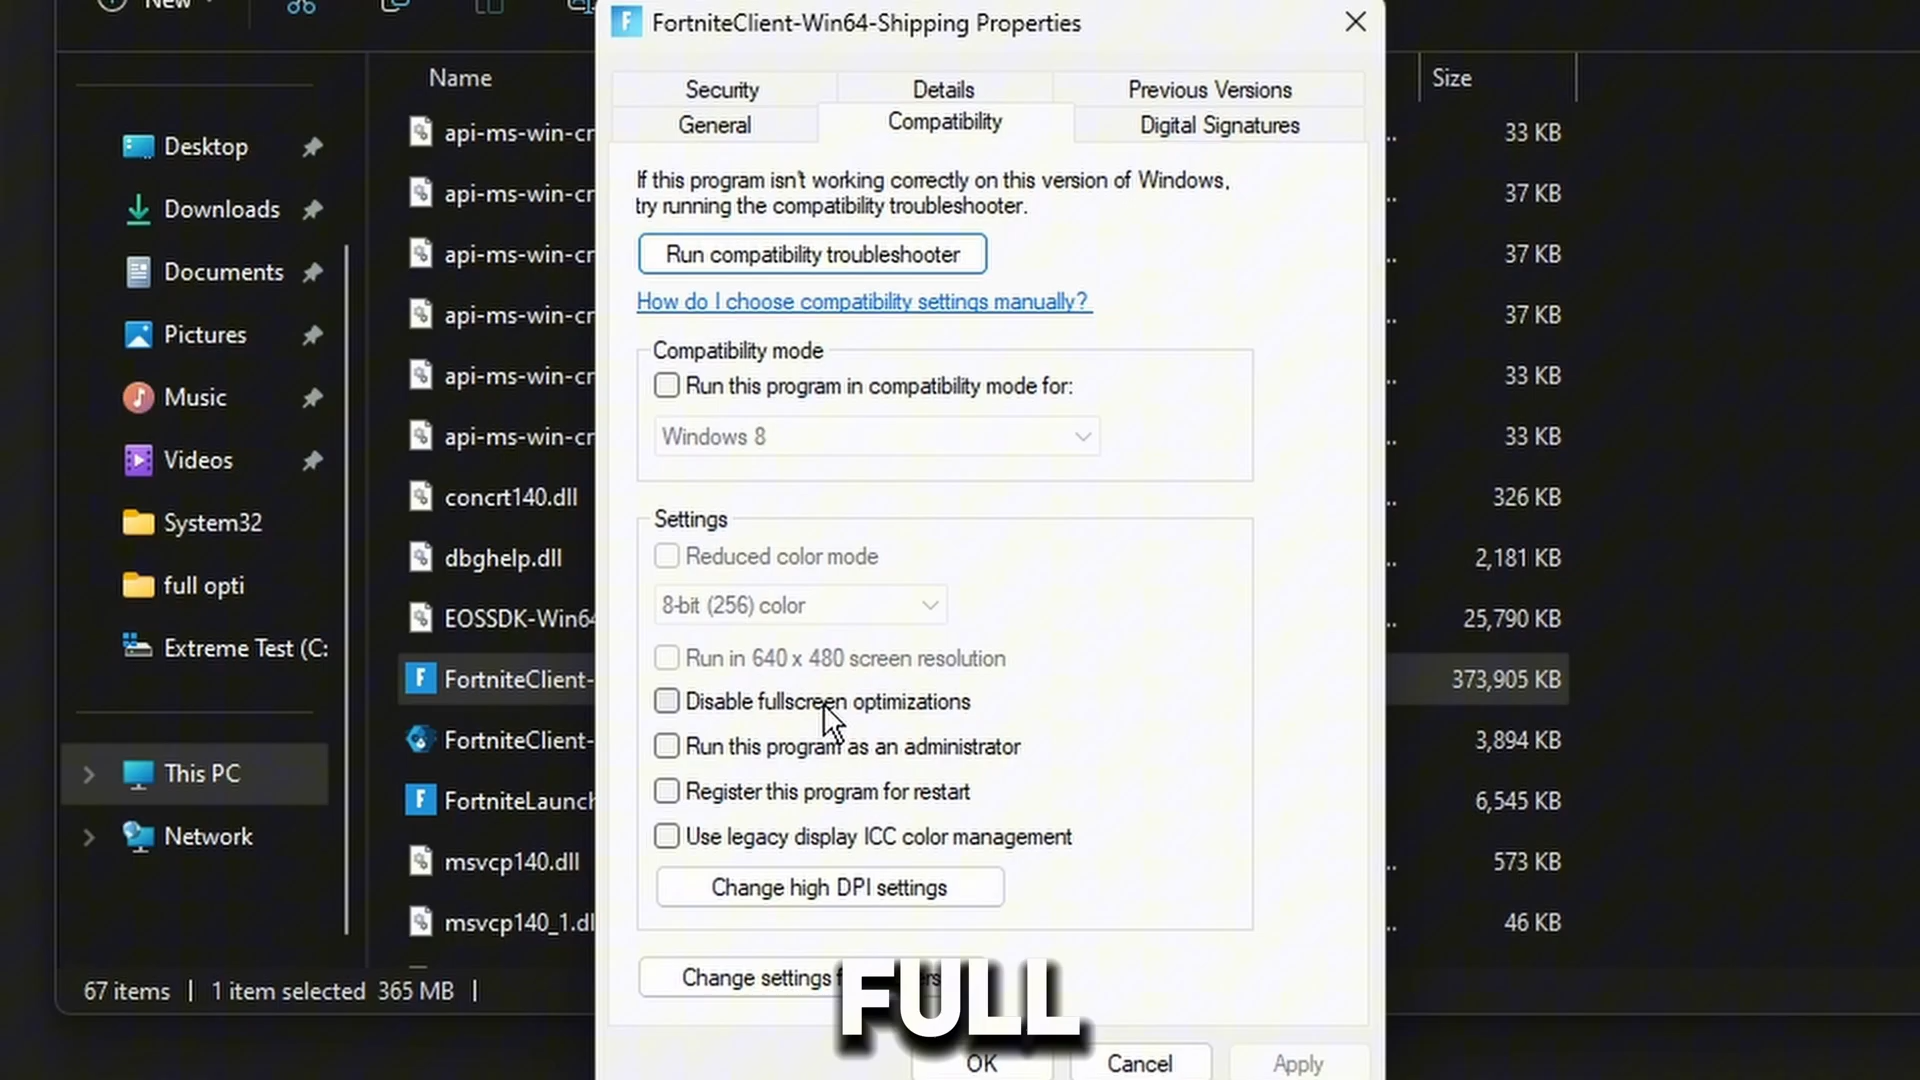 New
FortniteClient-Win64-Shipping Properties
Name
Size
Security
Details
Previous Versions
General
Compatibility
Digital Signatures
If this program isn't working correctly on this version of Windows,
try running the compatibility troubleshooter.
Run compatibility troubleshooter
How do I choose compatibility settings manually?
Compatibility mode
Run this program in compatibility mode for:
Windows 8
Settings
Reduced color mode
8-bit (256) color
Run in 640 x 480 screen resolution
Disable fullscreen optimizations
Run this program as an administrator
Register this program for restart
Use legacy display ICC color management
Change high DPI settings
Change settings
FULL
OK
Cancel
Apply
Desktop
Downloads
Documents
Pictures
Music
Videos
System32
full opti
Extreme Test (C:
This PC
Network
api-ms-win-cr
33 KB
api-ms-win-cr
37 KB
api-ms-win-cr
37 KB
api-ms-win-cr
37 KB
api-ms-win-cr
33 KB
api-ms-win-cr
33 KB
concrt140.dll
326 KB
dbghelp.dll
2,181 KB
EOSSDK-Win64
25,790 KB
FortniteClient-
373,905 KB
FortniteClient-
3,894 KB
FortniteLaunch
6,545 KB
msvcp140.dll
573 KB
msvcp140_1.dl
46 KB
67 items | 1 item selected 365 MB |